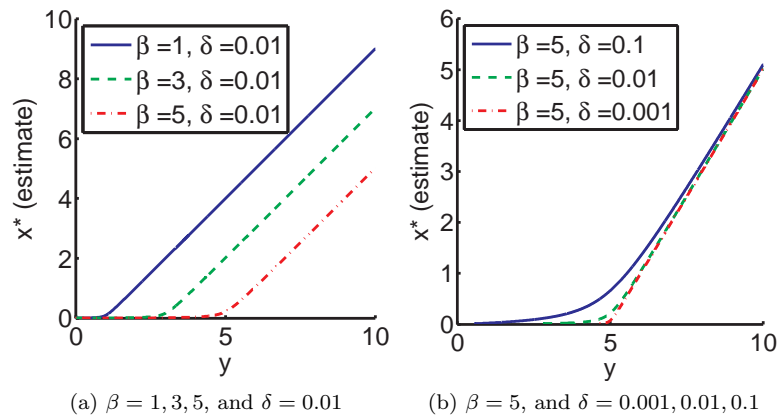 10
8
6
4
2
0
x* (estimate)
β =1, δ =0.01
β =3, δ =0.01
β =5, δ =0.01
0
5
10
y
(a) β = 1, 3, 5, and δ = 0.01
6
5
4
3
2
1
0
x* (estimate)
β =5, δ =0.1
β =5, δ =0.01
β =5, δ =0.001
0
5
10
y
(b) β = 5, and δ = 0.001, 0.01, 0.1